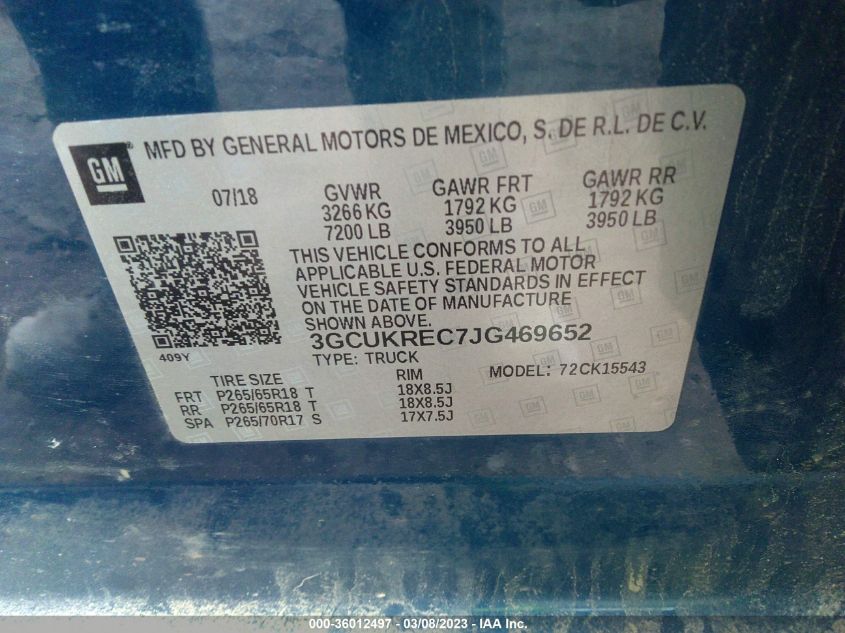 GM ® MFD BY GENERAL MOTORS DE MEXICO, S. DE R.L. DE C.V.
07/18 GVWR GAWR FRT GAWR RR
3266 KG 1792 KG 1792 KG
7200 LB 3950 LB 3950 LB
THIS VEHICLE CONFORMS TO ALL
APPLICABLE U.S. FEDERAL MOTOR
VEHICLE SAFETY STANDARDS IN EFFECT
ON THE DATE OF MANUFACTURE
SHOWN ABOVE.
409Y
3GCUKREC7JG469652
TYPE: TRUCK MODEL: 72CK15543
TIRE SIZE RIM
FRT P265/65R18 T 18X8.5J
RR P265/65R18 T 18X8.5J
SPA P265/70R17 S 17X7.5J
000-36012497 - 03/08/2023 - IAA Inc.